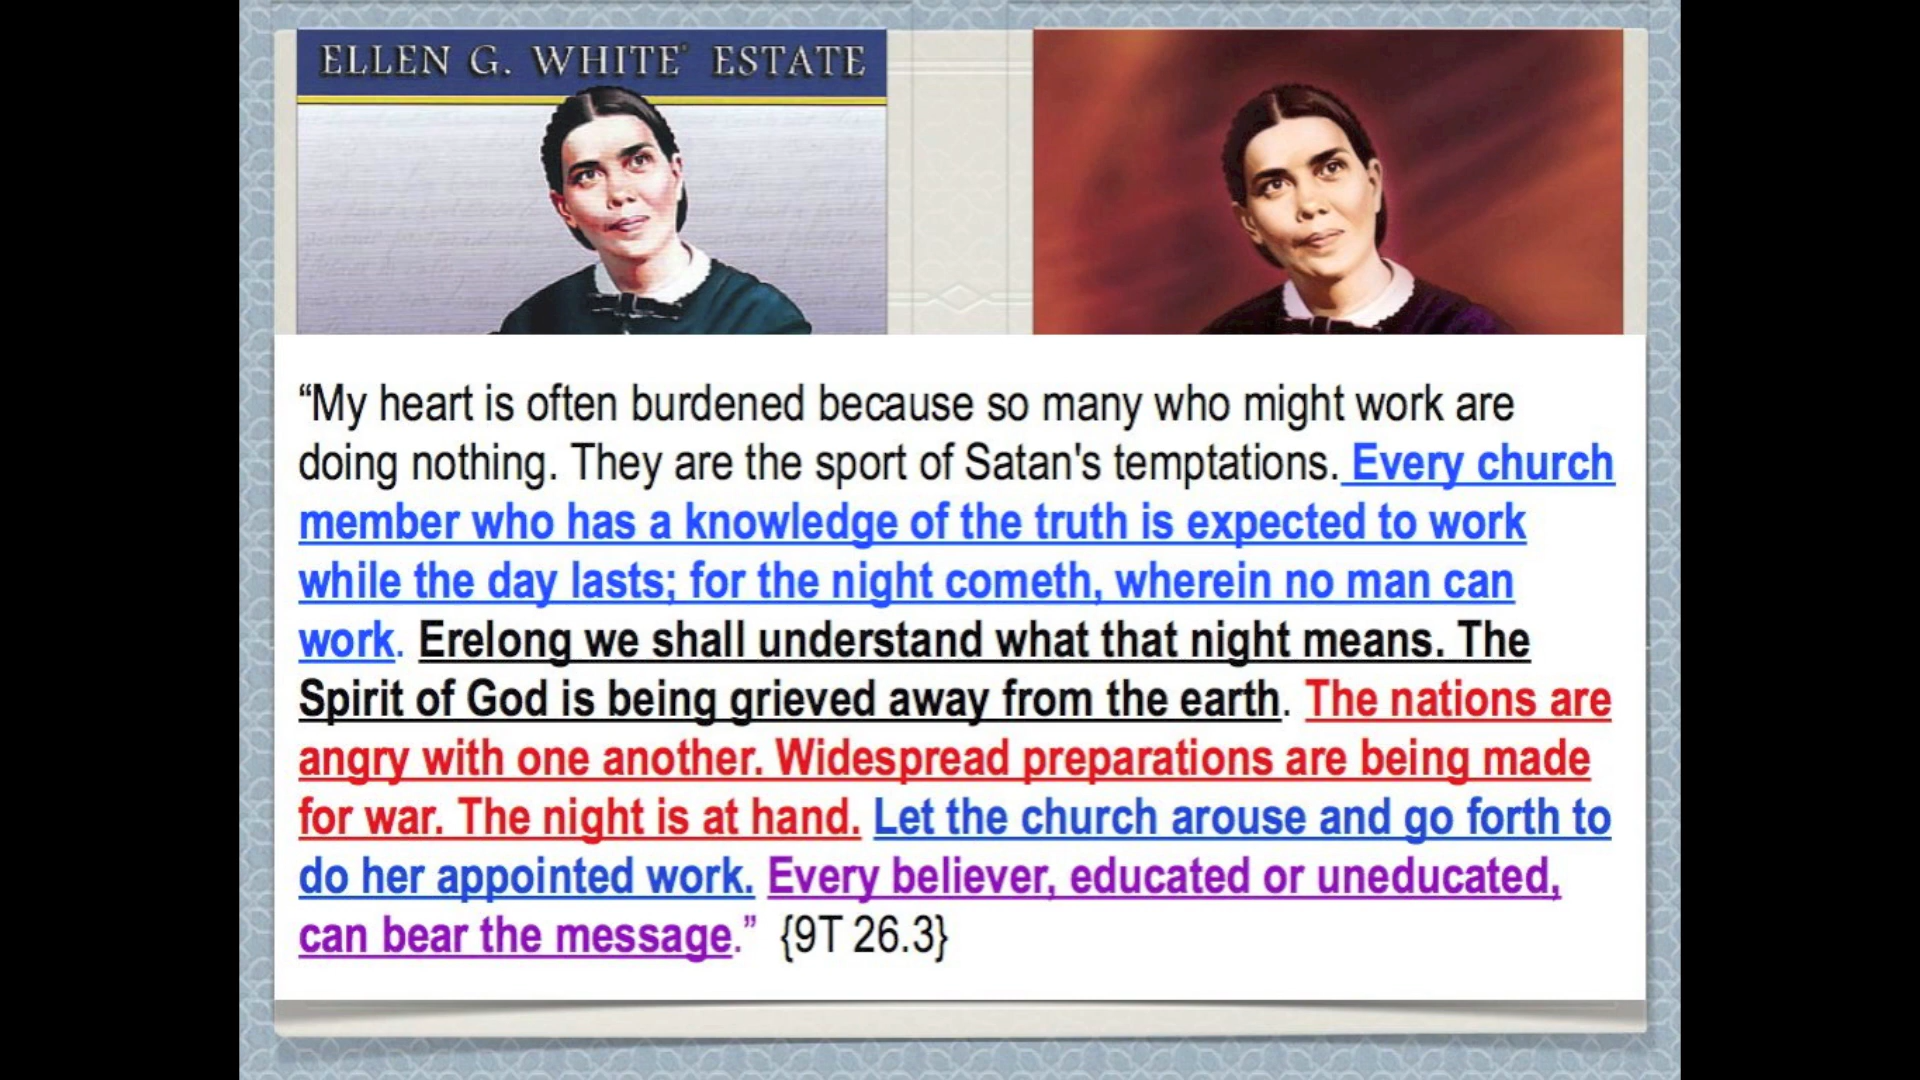 ELLEN G. WHITE® ESTATE
“My heart is often burdened because so many who might work are
doing nothing. They are the sport of Satan's temptations. Every church
member who has a knowledge of the truth is expected to work
while the day lasts; for the night cometh, wherein no man can
work. Erelong we shall understand what that night means. The
Spirit of God is being grieved away from the earth. The nations are
angry with one another. Widespread preparations are being made
for war. The night is at hand. Let the church arouse and go forth to
do her appointed work. Every believer, educated or uneducated,
can bear the message.” {9T 26.3}